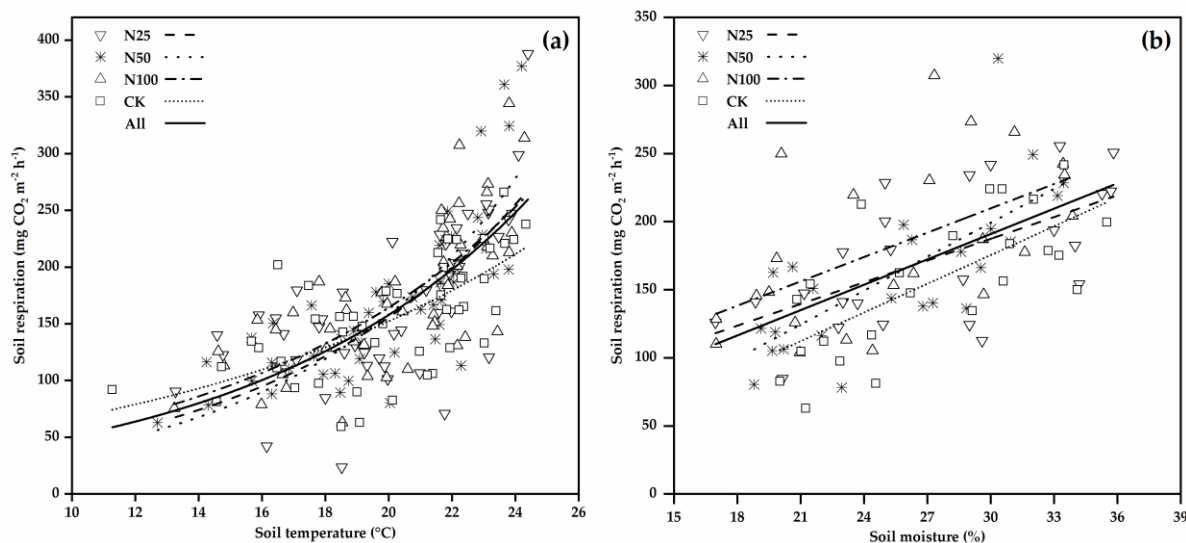 (a)
N25
N50
N100
CK
All
400
350
300
250
200
150
100
50
0
Soil respiration (mg CO₂ m⁻² h⁻¹)
10 12 14 16 18 20 22 24 26
Soil temperature (°C)
(b)
N25
N50
N100
CK
All
350
300
250
200
150
100
50
0
Soil respiration (mg CO₂ m⁻² h⁻¹)
15 18 21 24 27 30 33 36 39
Soil moisture (%)